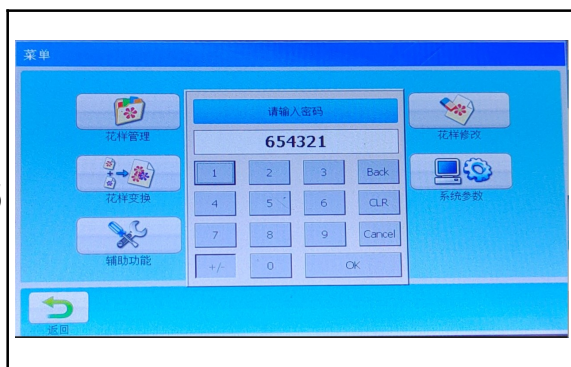 菜单
请输入密码
654321
1 2 3 Back
4 5 6 CLR
7 8 9 Cancel
+/- 0 OK
花样管理
花样变换
辅助功能
花样修改
系统参数
返回